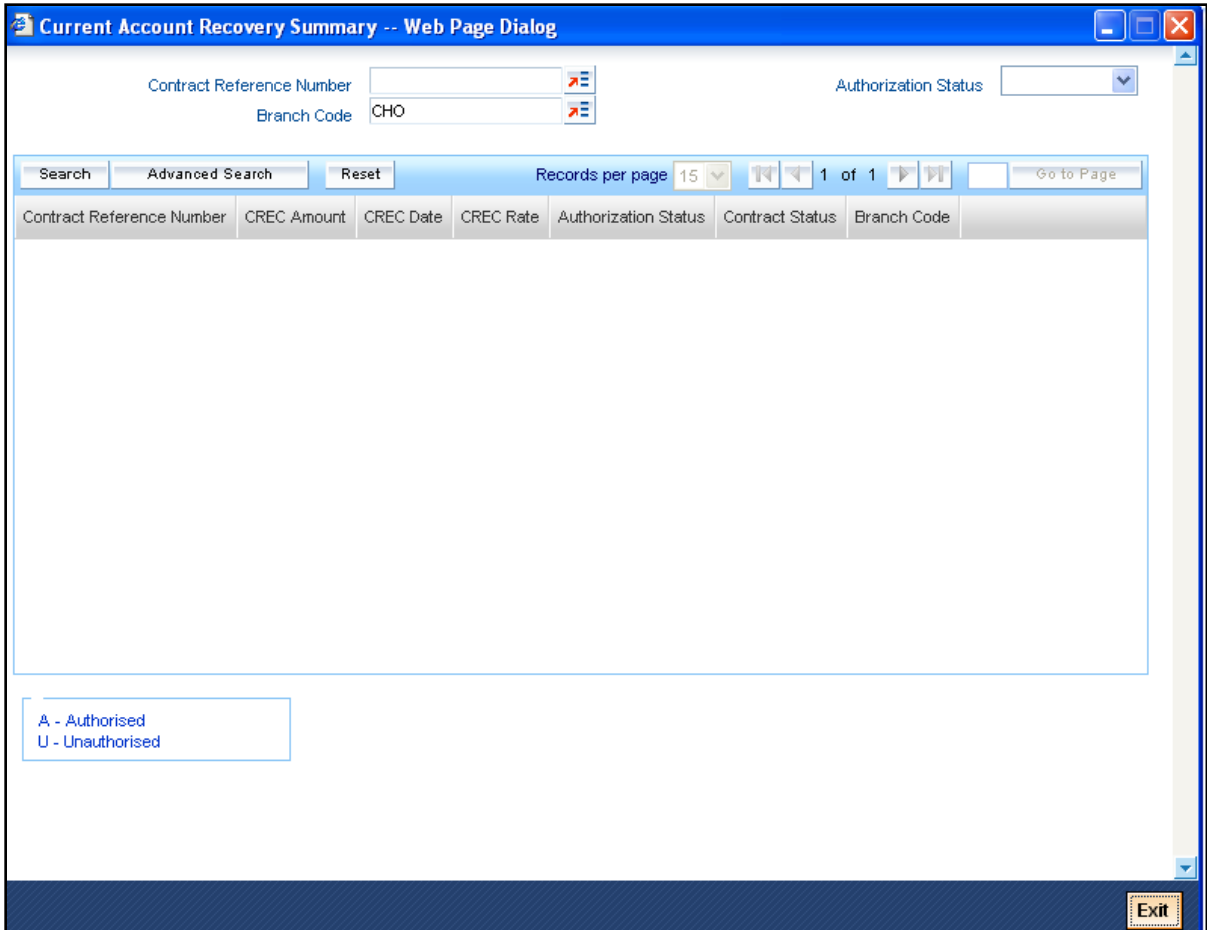 Current Account Recovery Summary -- Web Page Dialog
Contract Reference Number
Authorization Status
Branch Code CHO
Search Advanced Search Reset Records per page 15 1 of 1 Go to Page
Contract Reference Number CREC Amount CREC Date CREC Rate Authorization Status Contract Status Branch Code
A - Authorised
U - Unauthorised
Exit